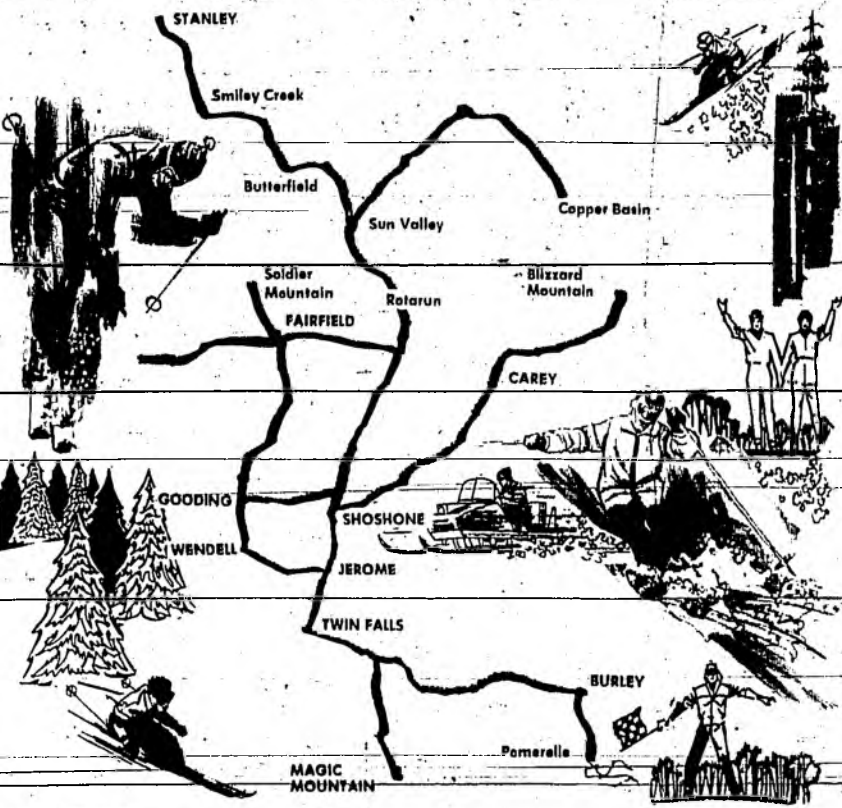 STANLEY
Smiley Creek
Butterfield
Sun Valley
Copper Basin
Soldier
Mountain
Rotarun
Blizzard
Mountain
FAIRFIELD
CAREY
GOODING
SHOSHONE
WENDELL
JEROME
TWIN FALLS
BURLEY
Pomerelle
MAGIC
MOUNTAIN